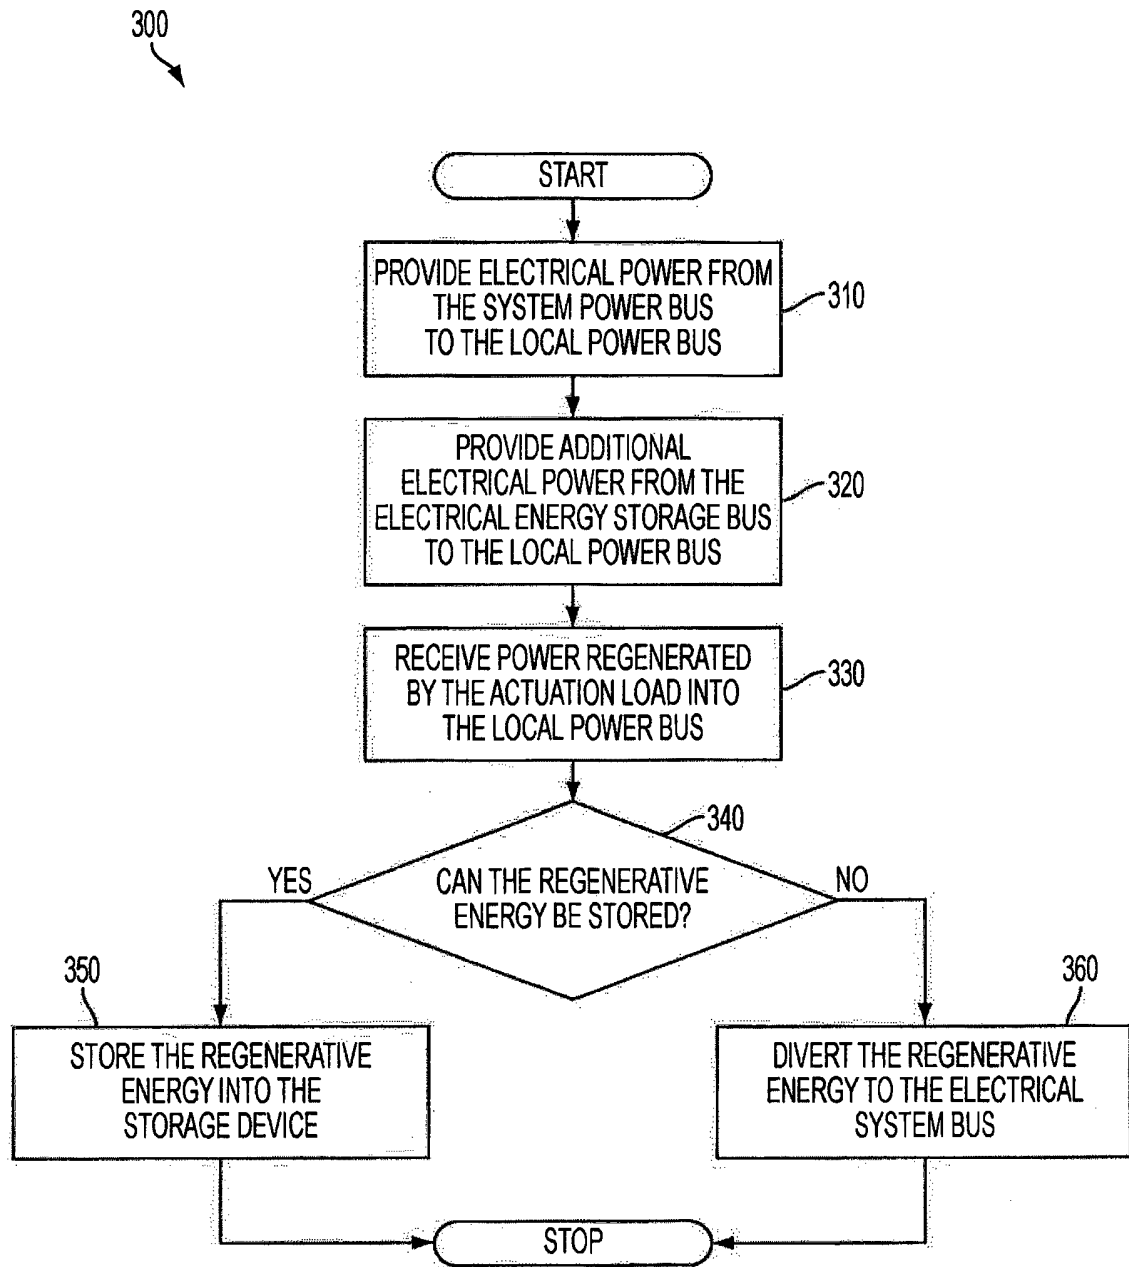 300
START
PROVIDE ELECTRICAL POWER FROM
THE SYSTEM POWER BUS
TO THE LOCAL POWER BUS
310
PROVIDE ADDITIONAL
ELECTRICAL POWER FROM THE
ELECTRICAL ENERGY STORAGE BUS
TO THE LOCAL POWER BUS
320
RECEIVE POWER REGENERATED
BY THE ACTUATION LOAD INTO
THE LOCAL POWER BUS
330
340
YES
CAN THE REGENERATIVE
ENERGY BE STORED?
NO
350
STORE THE REGENERATIVE
ENERGY INTO THE
STORAGE DEVICE
360
DIVERT THE REGENERATIVE
ENERGY TO THE ELECTRICAL
SYSTEM BUS
STOP